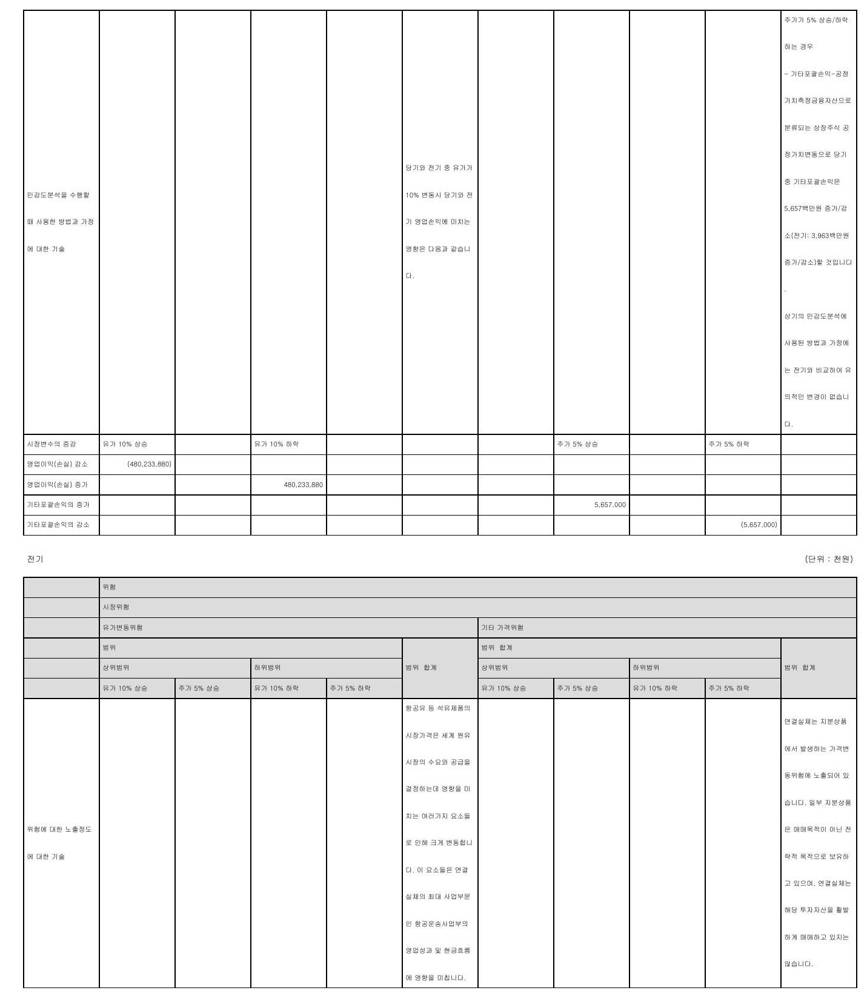 민감도분석을 수행할
때 사용한 방법과 가정
에 대한 기술
당기와 전기 중 유가가
10% 변동시 당기와 전
기 영업손익에 미치는
영향은 다음과 같습니
다.
주가가 5% 상승/하락
하는 경우
- 기타포괄손익-공정
가치측정금융자산으로
분류되는 상장주식 공
정가치변동으로 당기
중 기타포괄손익은
5,657백만원 증가/감
소(전기: 3,963백만원
증가/감소)할 것입니다
.
상기의 민감도분석에
사용된 방법과 가정에
는 전기와 비교하여 유
의적인 변경이 없습니
다.
시장변수의 증감 유가 10% 상승 유가 10% 하락 주가 5% 상승 주가 5% 하락
영업이익(손실) 감소 (480,233,880)
영업이익(손실) 증가 480,233,880
기타포괄손익의 증가 5,657,000
기타포괄손익의 감소 (5,657,000)
전기 (단위 : 천원)
위험
시장위험
유가변동위험 기타 가격위험
범위 범위 합계
상위범위 하위범위 범위 합계 상위범위 하위범위 범위 합계
유가 10% 상승 주가 5% 상승 유가 10% 하락 주가 5% 하락 유가 10% 상승 주가 5% 상승 유가 10% 하락 주가 5% 하락
위험에 대한 노출정도
에 대한 기술
항공유 등 석유제품의
시장가격은 세계 원유
시장의 수요와 공급을
결정하는데 영향을 미
치는 여러가지 요소들
로 인해 크게 변동합니
다. 이 요소들은 연결
실체의 최대 사업부문
인 항공운송사업부의
영업성과 및 현금흐름
에 영향을 미칩니다.
연결실체는 지분상품
에서 발생하는 가격변
동위험에 노출되어 있
습니다. 일부 지분상품
은 매매목적이 아닌 전
략적 목적으로 보유하
고 있으며, 연결실체는
해당 투자자산을 활발
하게 매매하고 있지는
않습니다.